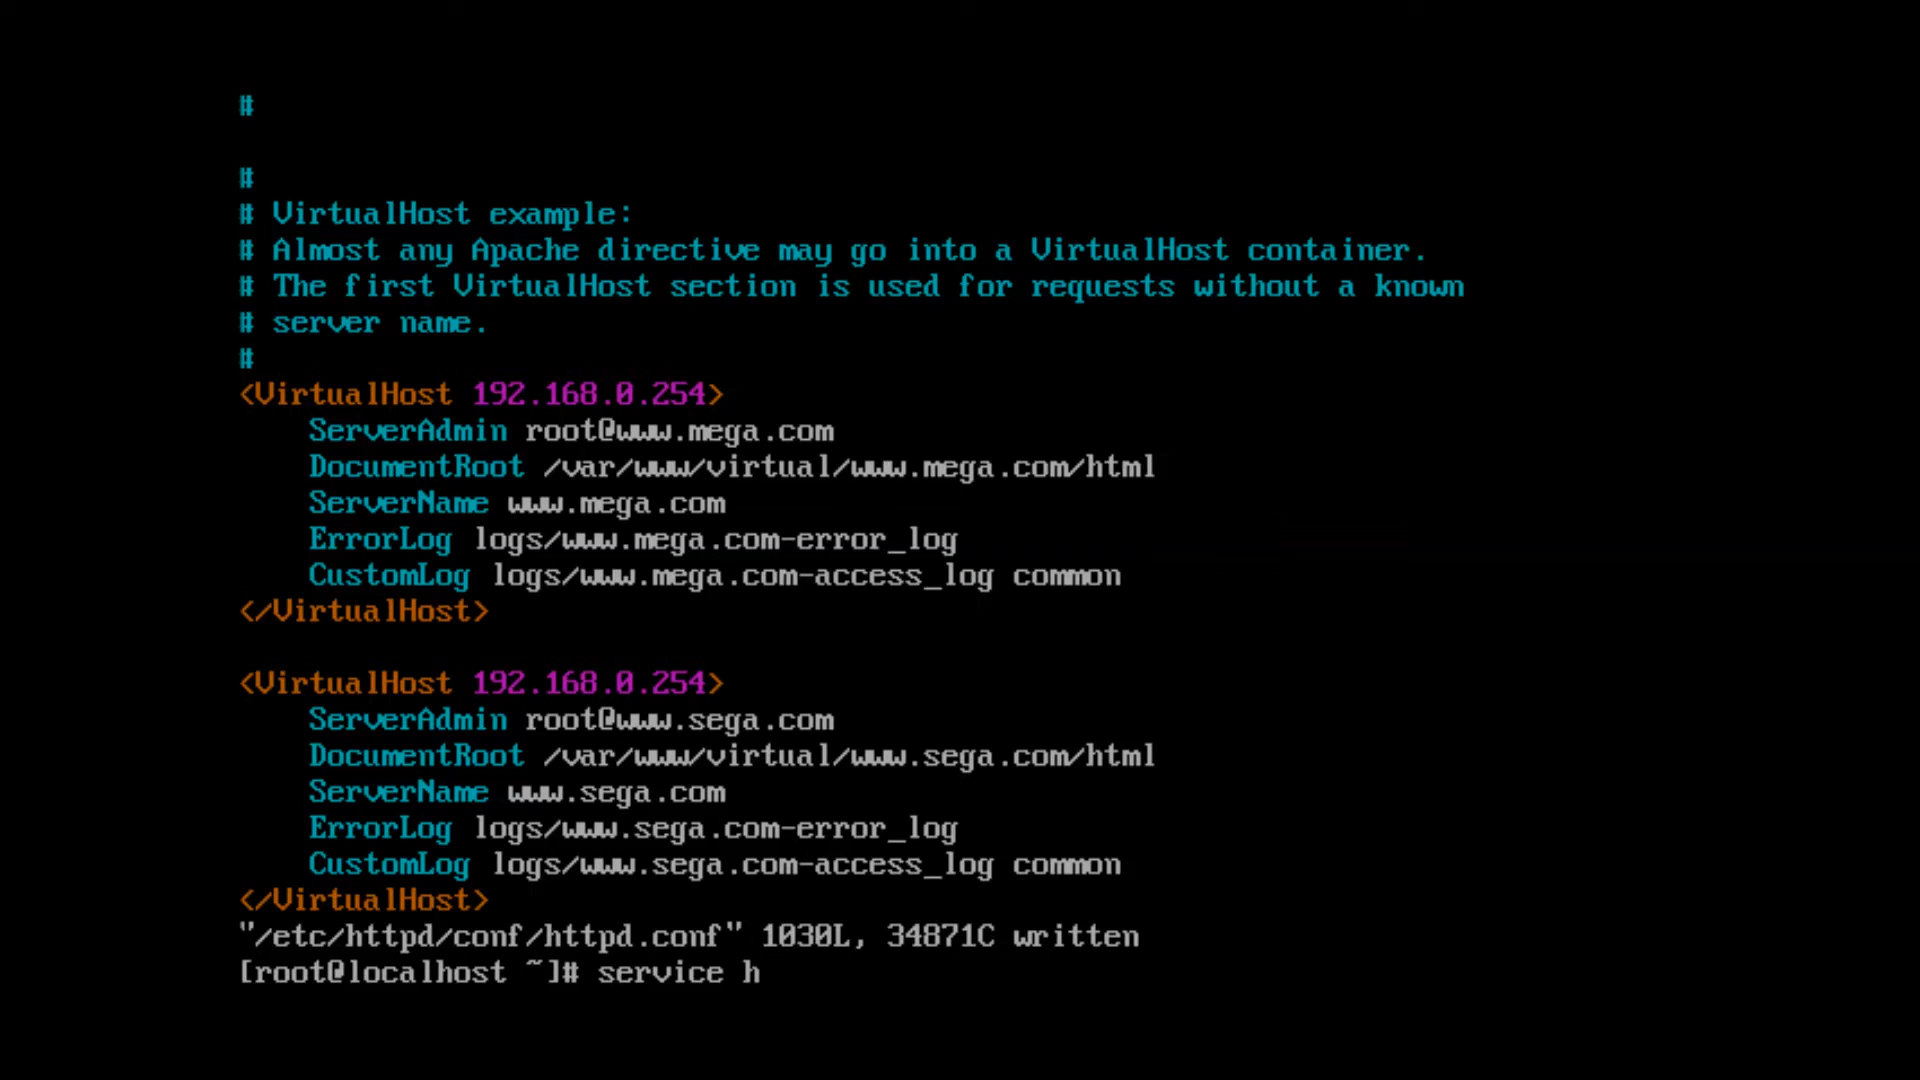 #
#
# VirtualHost example:
# Almost any Apache directive may go into a VirtualHost container.
# The first VirtualHost section is used for requests without a known
# server name.
#
<VirtualHost 192.168.0.254>
    ServerAdmin root@www.mega.com
    DocumentRoot /var/www/virtual/www.mega.com/html
    ServerName www.mega.com
    ErrorLog logs/www.mega.com-error_log
    CustomLog logs/www.mega.com-access_log common
</VirtualHost>
<VirtualHost 192.168.0.254>
    ServerAdmin root@www.sega.com
    DocumentRoot /var/www/virtual/www.sega.com/html
    ServerName www.sega.com
    ErrorLog logs/www.sega.com-error_log
    CustomLog logs/www.sega.com-access_log common
</VirtualHost>
"/etc/httpd/conf/httpd.conf" 1030L, 34871C written
[root@localhost ~]# service h